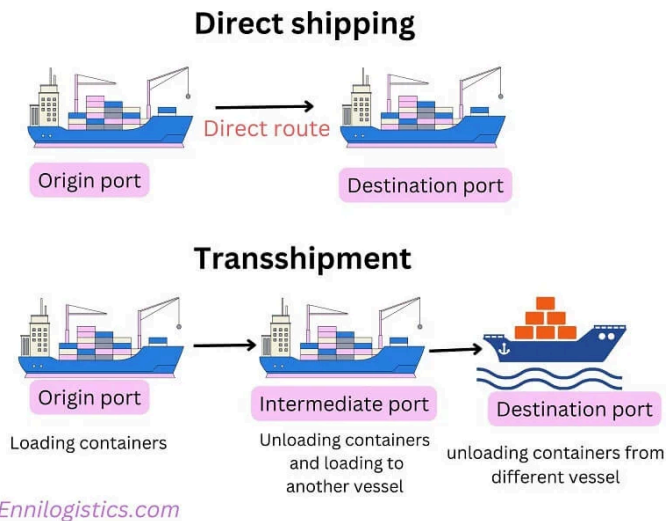 Direct shipping
Direct route
Origin port
Destination port
Transshipment
Origin port
Intermediate port
Destination port
Loading containers
Unloading containers
and loading to
another vessel
unloading containers from
different vessel
Ennilogistics.com